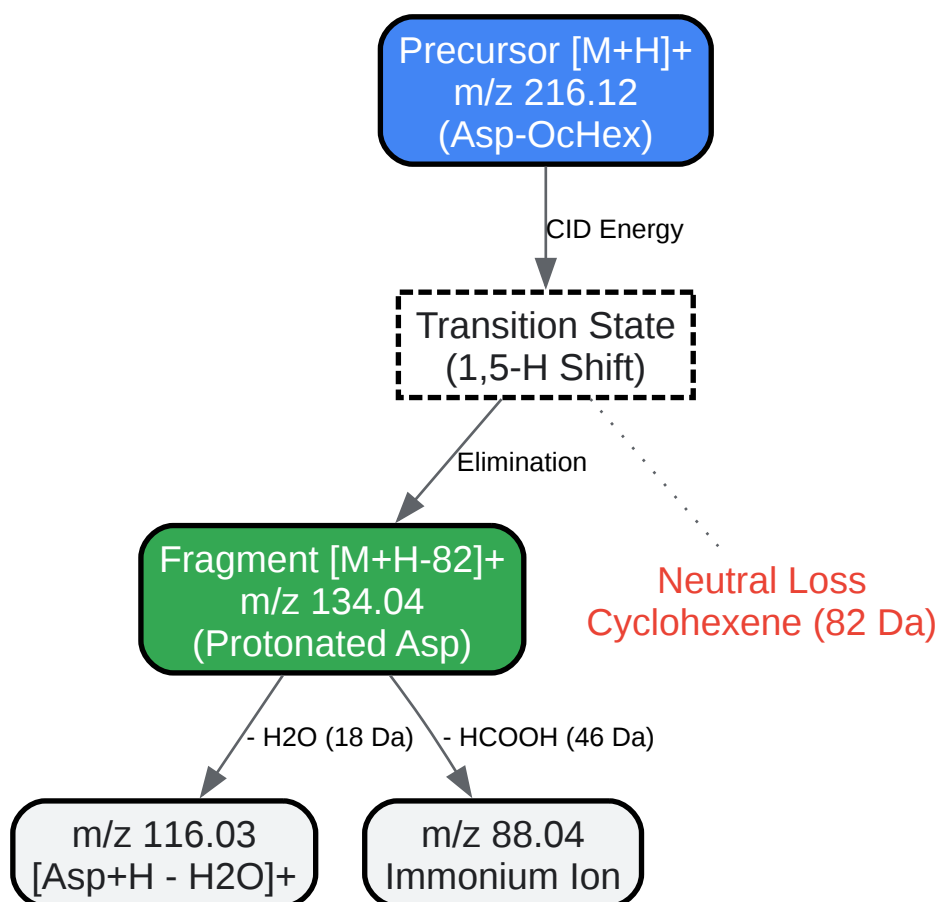 Precursor [M+H]+
m/z 216.12
(Asp-OcHex)
CID Energy
Transition State
(1,5-H Shift)
Elimination
Fragment [M+H-82]+
m/z 134.04
(Protonated Asp)
Neutral Loss
Cyclohexene (82 Da)
- H2O (18 Da)
- HCOOH (46 Da)
m/z 116.03
[Asp+H - H2O]+
m/z 88.04
Immonium Ion